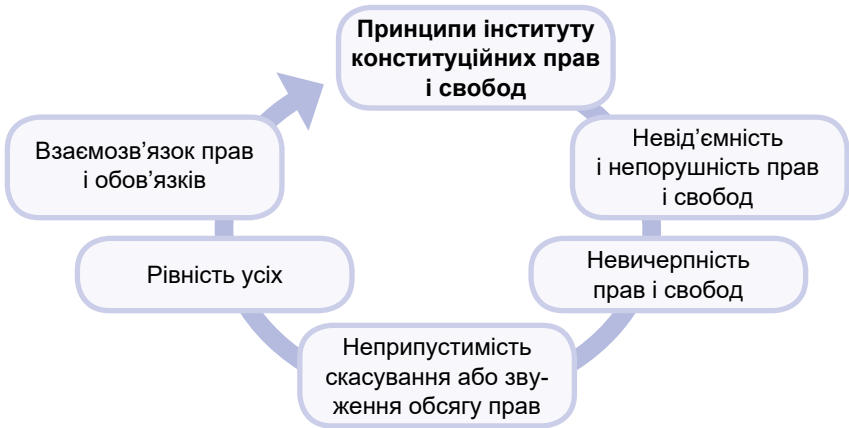 Принципи інституту
конституційних прав
і свобод
Невід’ємність
і непорушність прав
і свобод
Невичерпність
прав і свобод
Неприпустимість
скасування або зву-
ження обсягу прав
Рівність усіх
Взаємозв’язок прав
і обов’язків